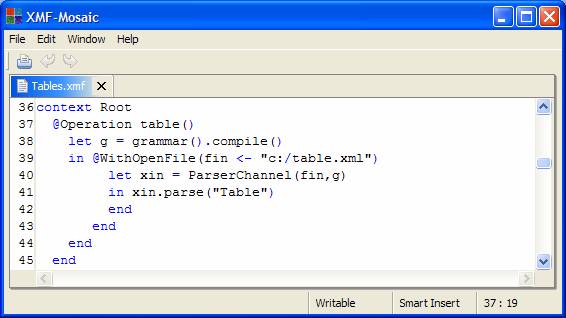 XMF-Mosaic
File Edit Window Help
Tables.xmf
36 context Root
37   @Operation table()
38     let g = grammar().compile()
39     in @WithOpenFile(fin <- "c:/table.xml")
40          let xin = ParserChannel(fin,g)
41          in xin.parse("Table")
42          end
43        end
44     end
45   end
Writable Smart Insert 37 : 19